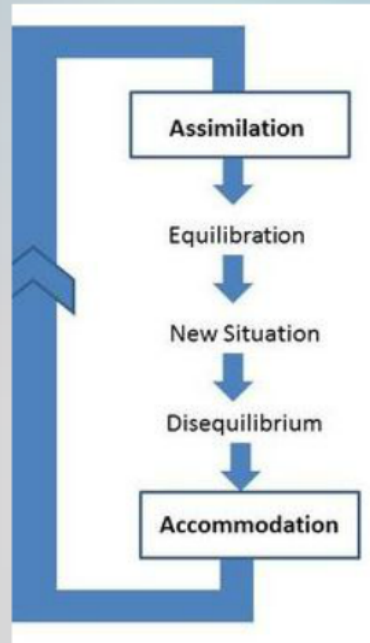 Assimilation
Equilibration
New Situation
Disequilibrium
Accommodation